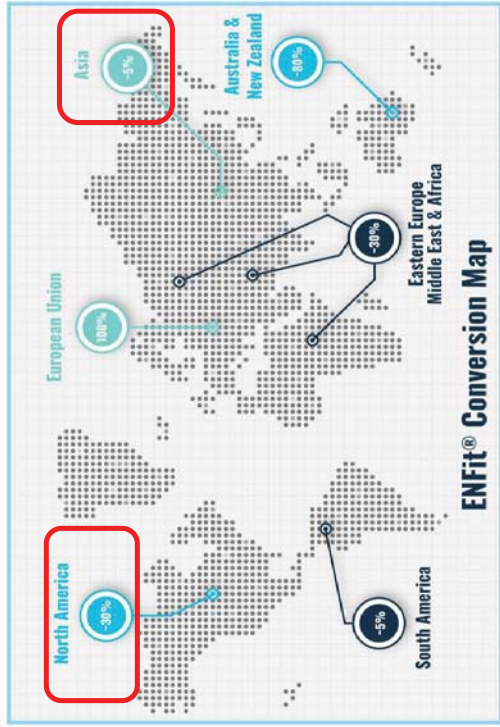 North America
~30%
European Union
100%
Asia
~5%
Australia &
New Zealand
~80%
South America
~5%
~30%
Eastern Europe
Middle East & Africa
ENFit® Conversion Map